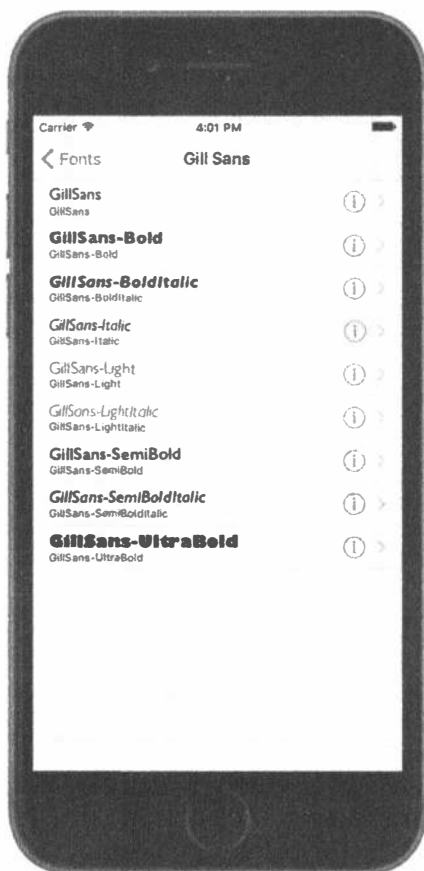 Carrier 4:01 PM
Fonts Gill Sans
GillSans
GillSans
GillSans-Bold
GillSans-Bold
GillSans-BoldItalic
GillSans-BoldItalic
GillSans-Italic
GillSans-Italic
GillSans-Light
GillSans-Light
GillSans-LightItalic
GillSans-LightItalic
GillSans-SemiBold
GillSans-SemiBold
GillSans-SemiBoldItalic
GillSans-SemiBoldItalic
GillSans-UltraBold
GillSans-UltraBold